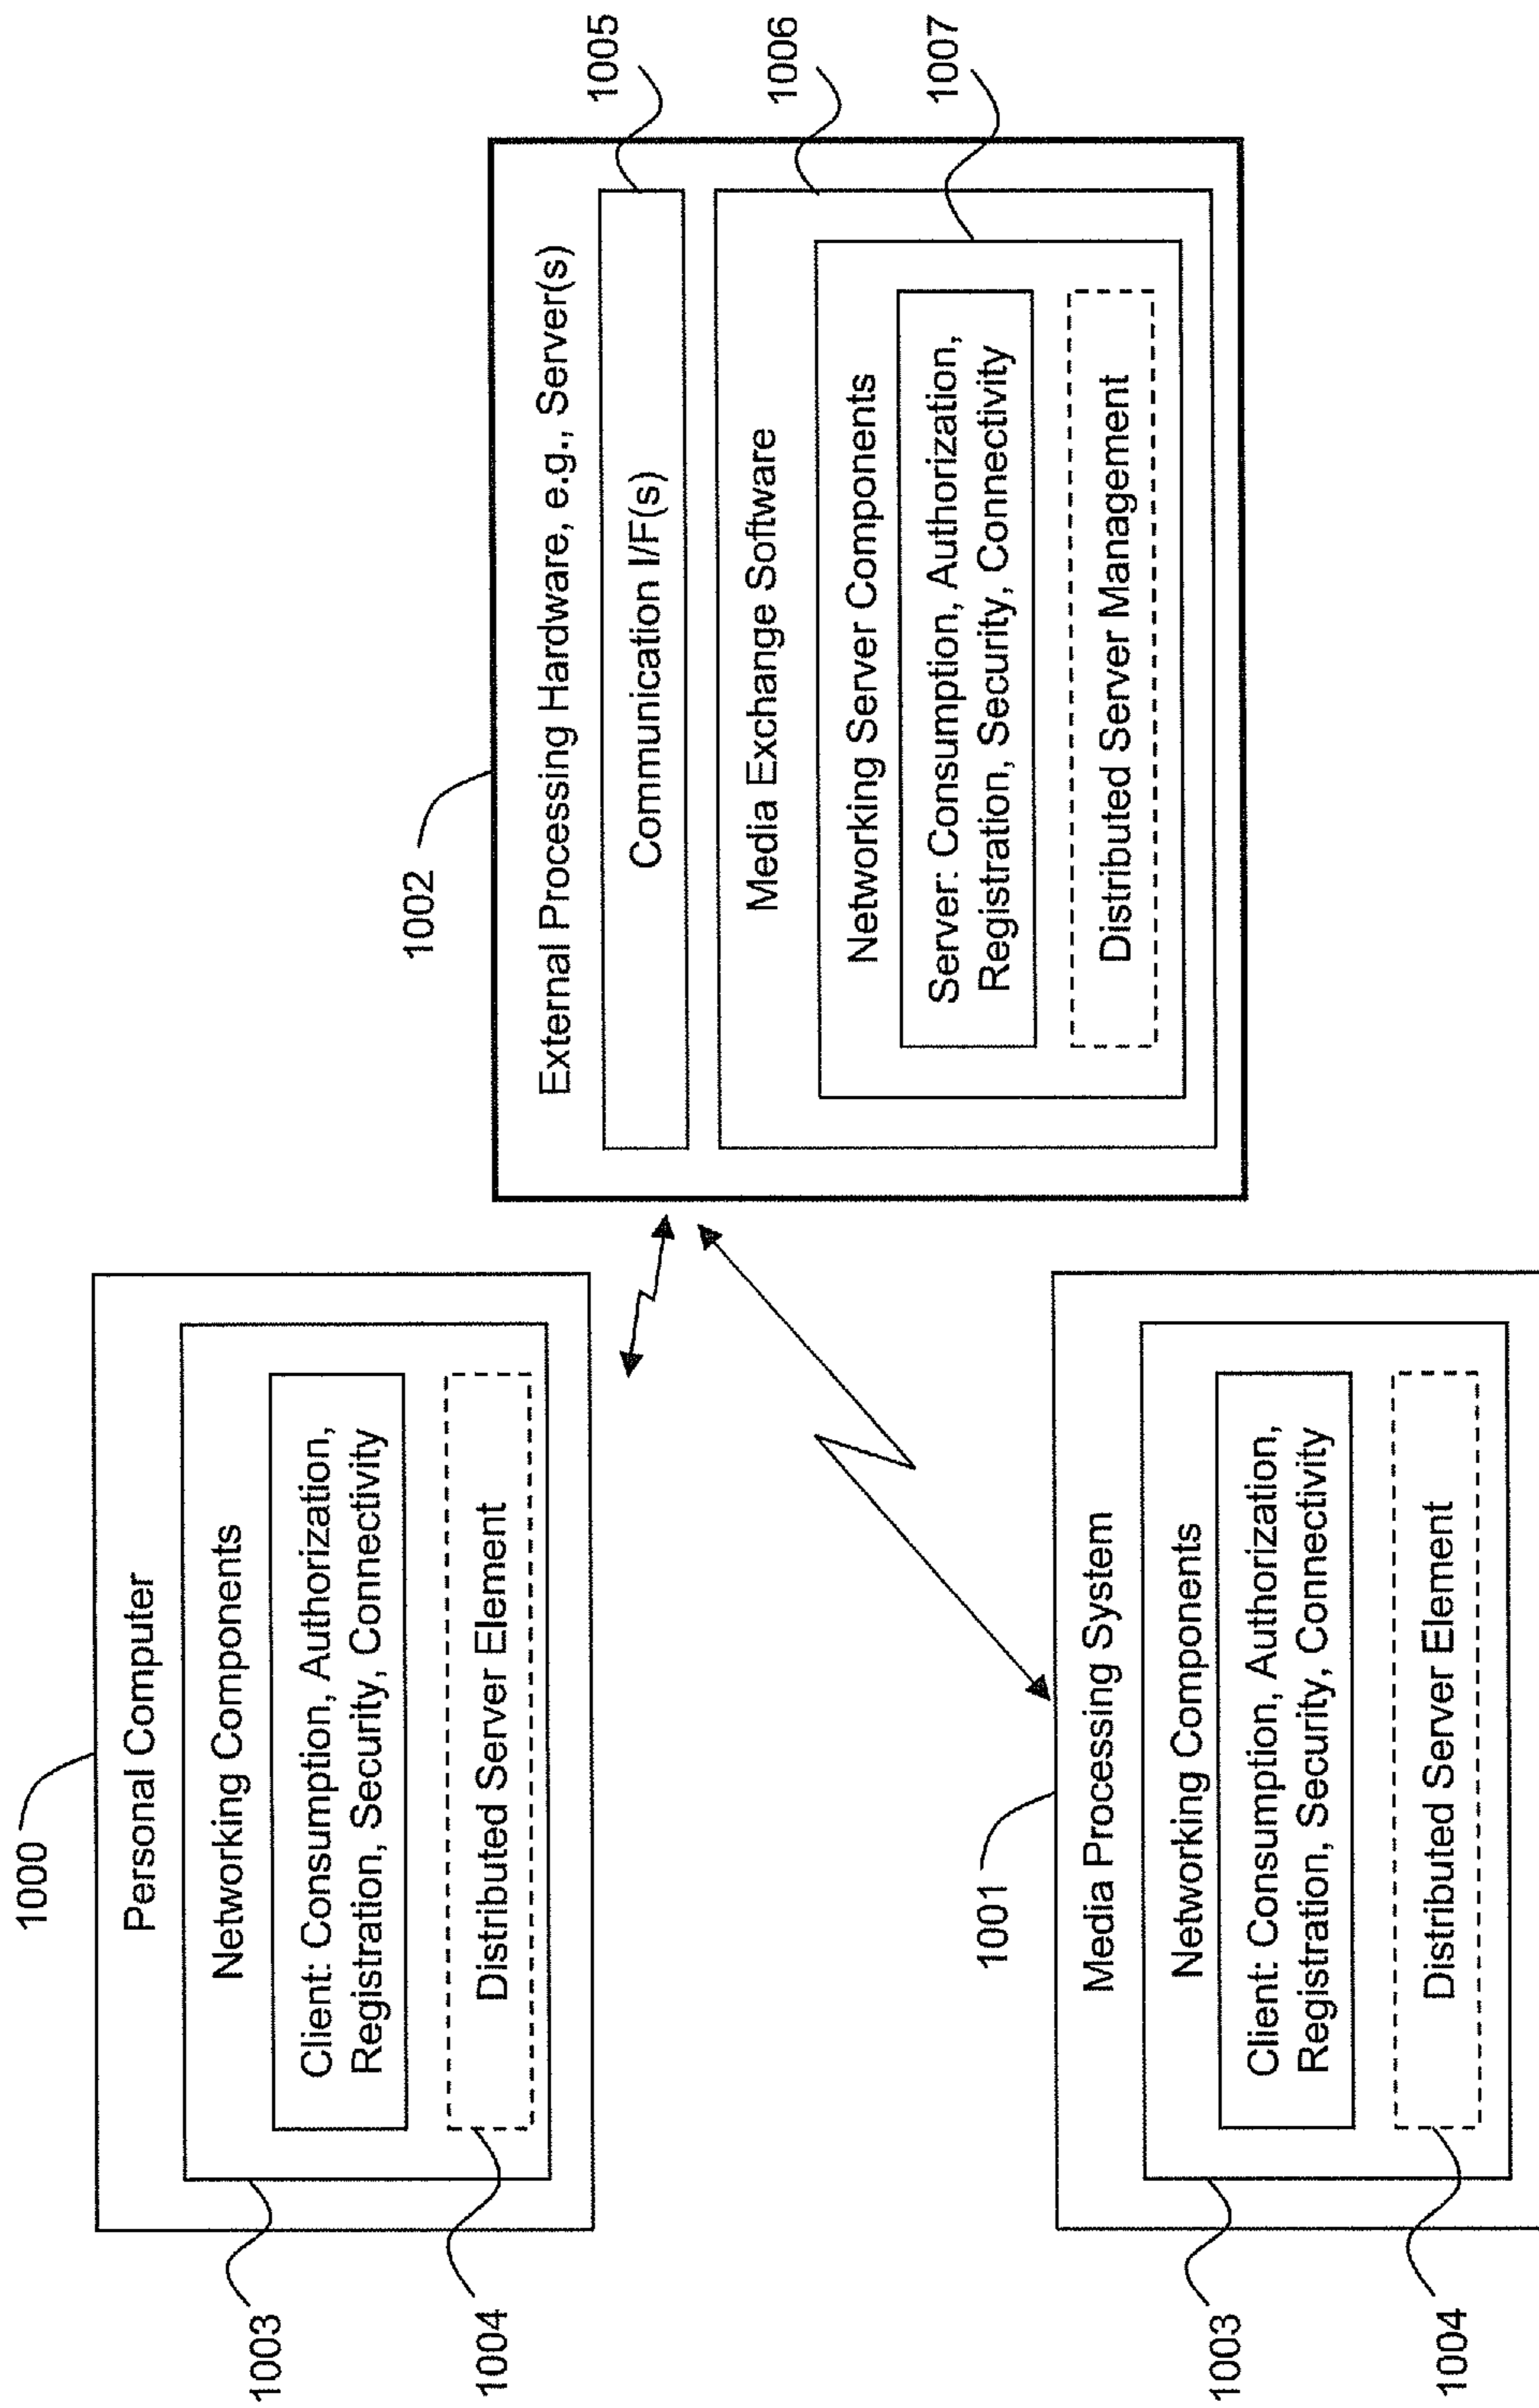 1000
Personal Computer
Networking Components
Client: Consumption, Authorization,
Registration, Security, Connectivity
Distributed Server Element
1003
1004
1002
External Processing Hardware, e.g., Server(s)
Communication I/F(s)
Media Exchange Software
Networking Server Components
Server: Consumption, Authorization,
Registration, Security, Connectivity
Distributed Server Management
1005
1006
1007
1001
Media Processing System
Networking Components
Client: Consumption, Authorization,
Registration, Security, Connectivity
Distributed Server Element
1003
1004